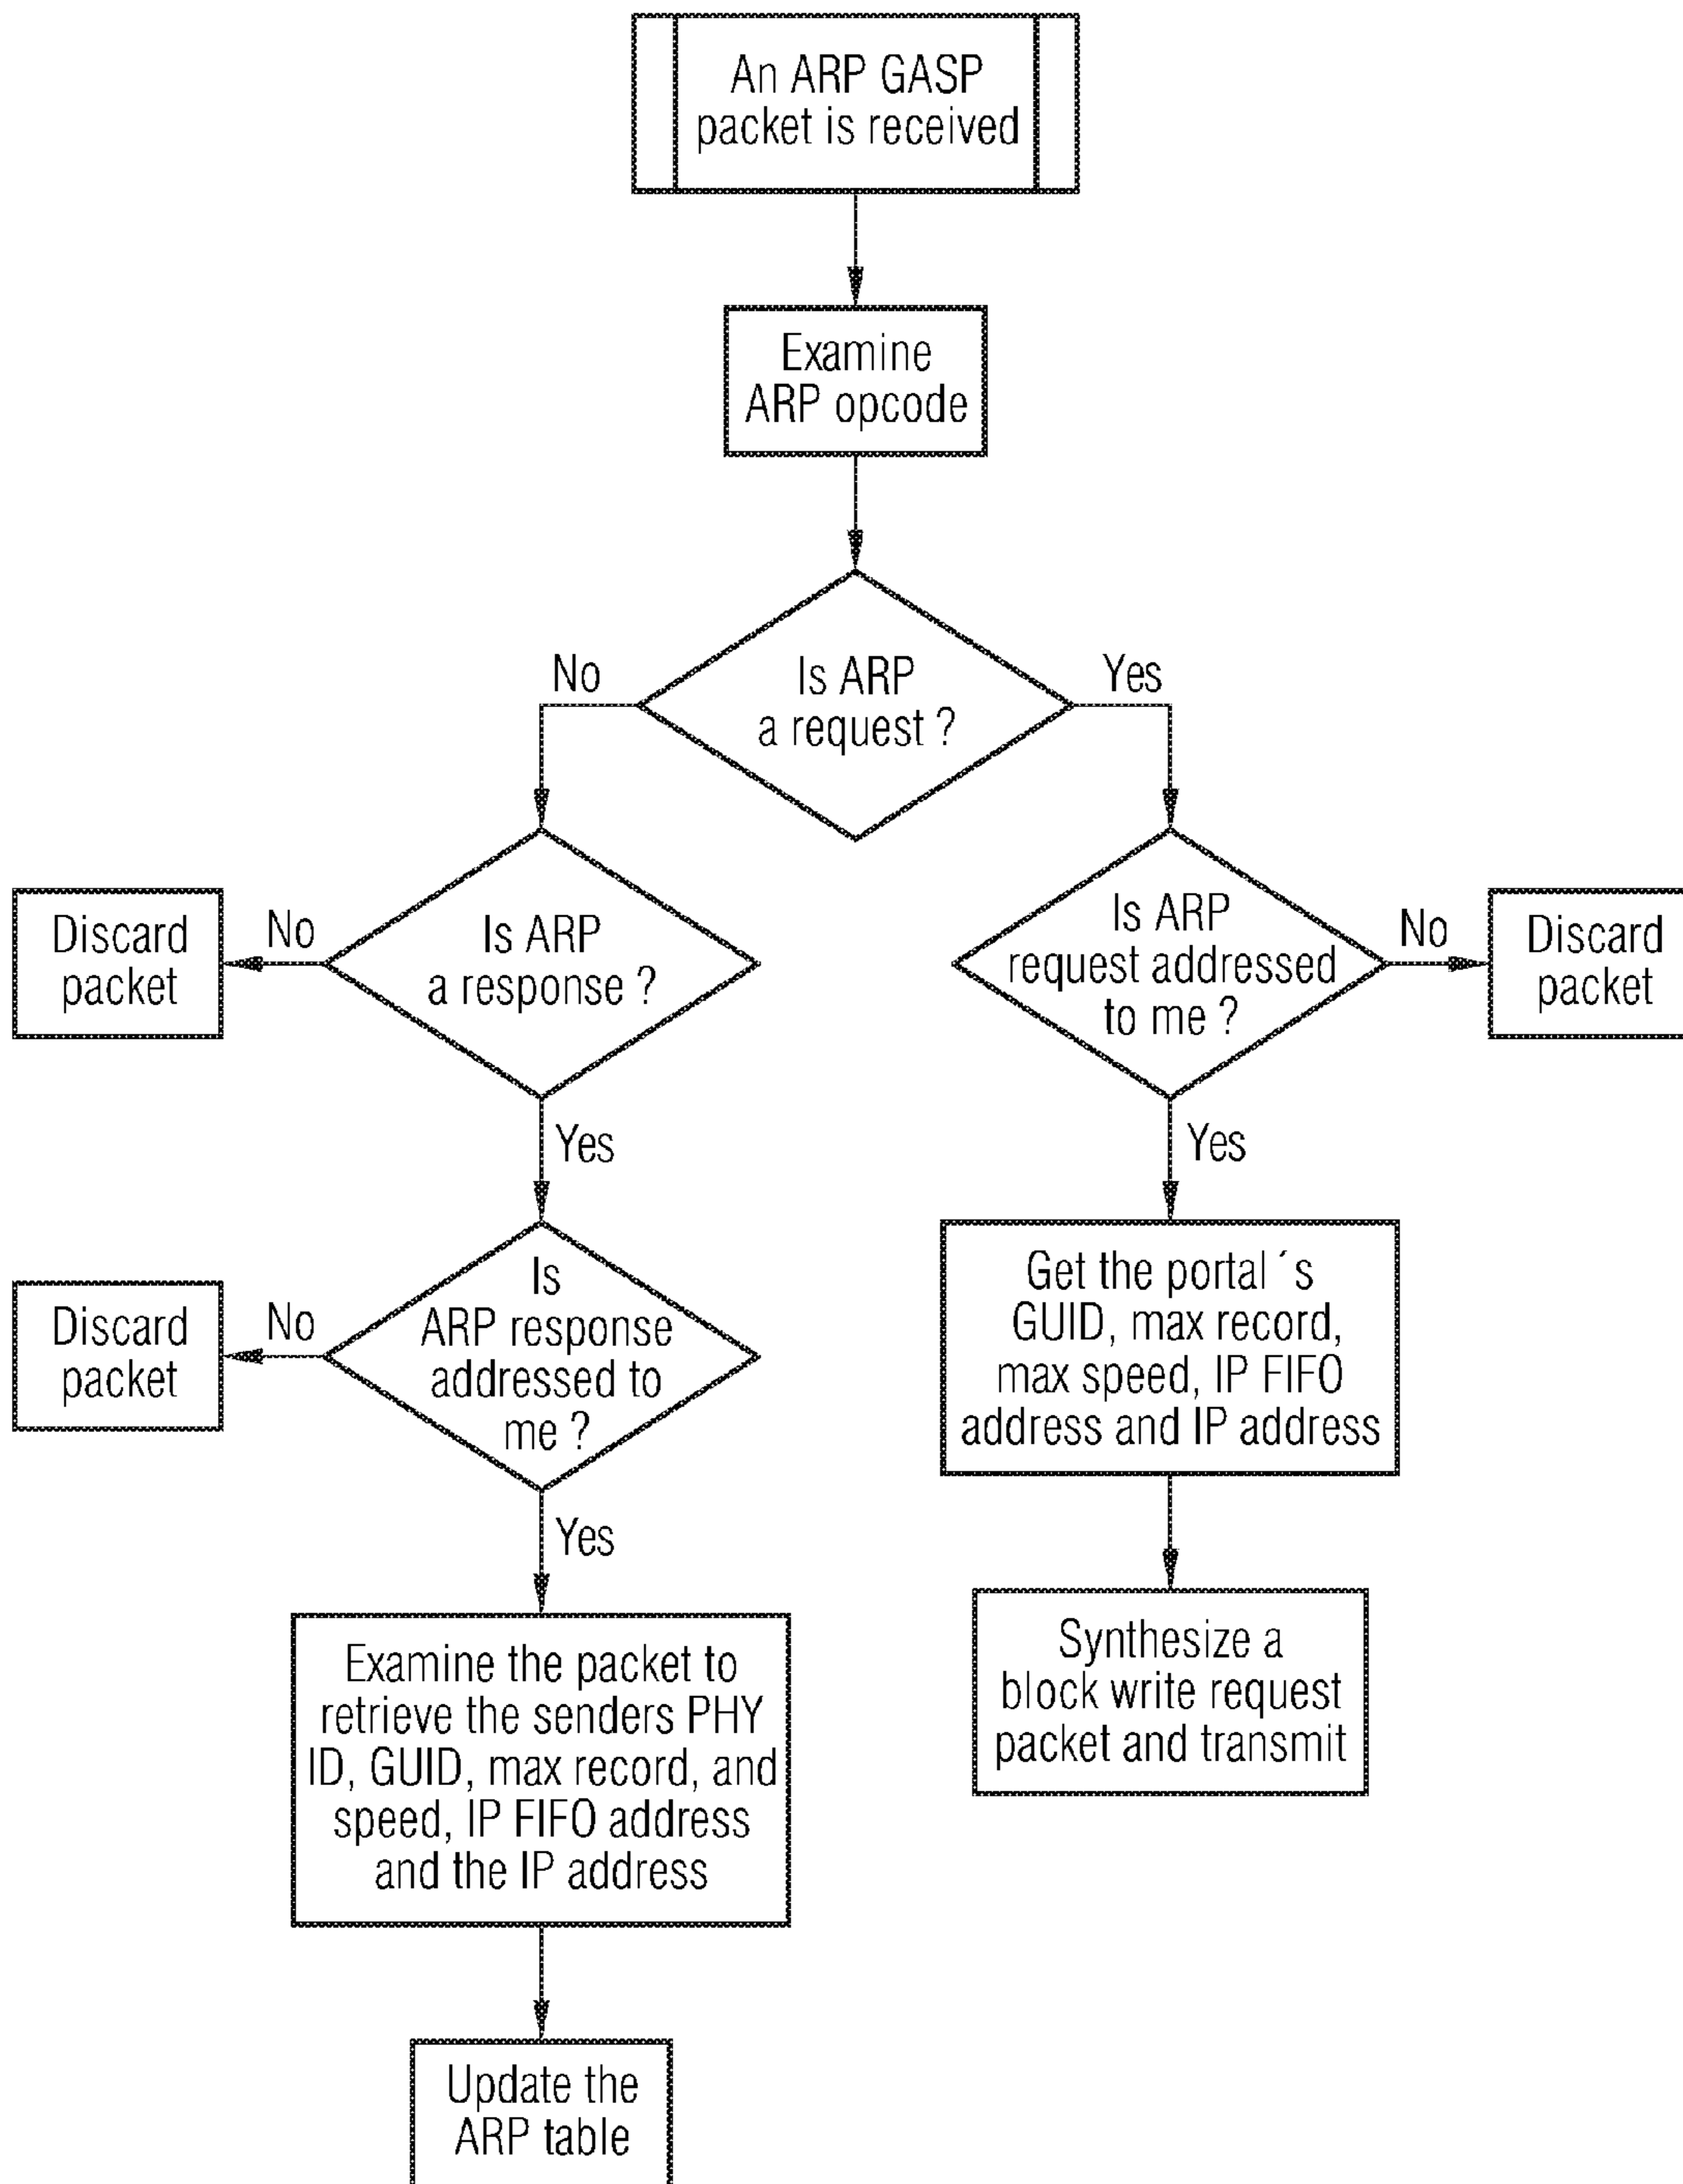 An ARP GASP
packet is received
Examine
ARP opcode
No
Is ARP
a request ?
Yes
Discard
packet
No
Is ARP
a response ?
Is ARP
request addressed
to me ?
No
Discard
packet
Yes
Yes
Discard
packet
No
Is
ARP response
addressed to
me ?
Get the portal ´s
GUID, max record,
max speed, IP FIFO
address and IP address
Yes
Examine the packet to
retrieve the senders PHY
ID, GUID, max record, and
speed, IP FIFO address
and the IP address
Synthesize a
block write request
packet and transmit
Update the
ARP table